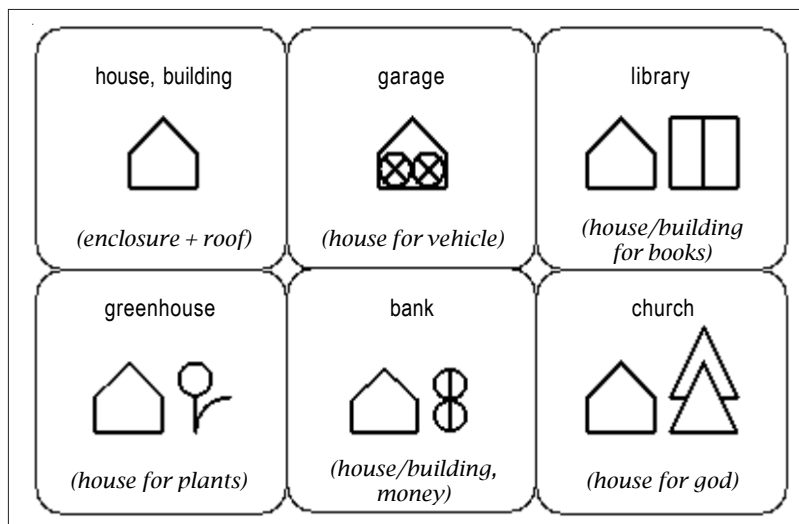 house, building
(enclosure + roof)
garage
(house for vehicle)
library
(house/building
for books)
greenhouse
(house for plants)
bank
(house/building,
money)
church
(house for god)